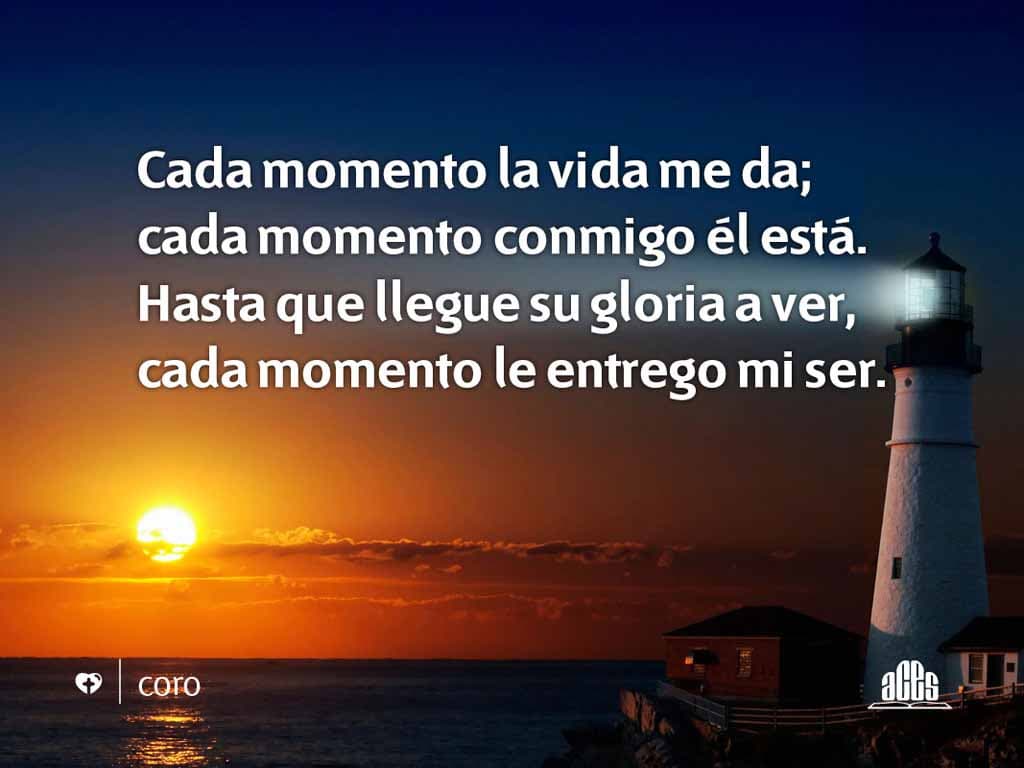 Cada momento la vida me da;
cada momento conmigo él está.
Hasta que llegue su gloria a ver,
cada momento le entrego mi ser.
coro
aces